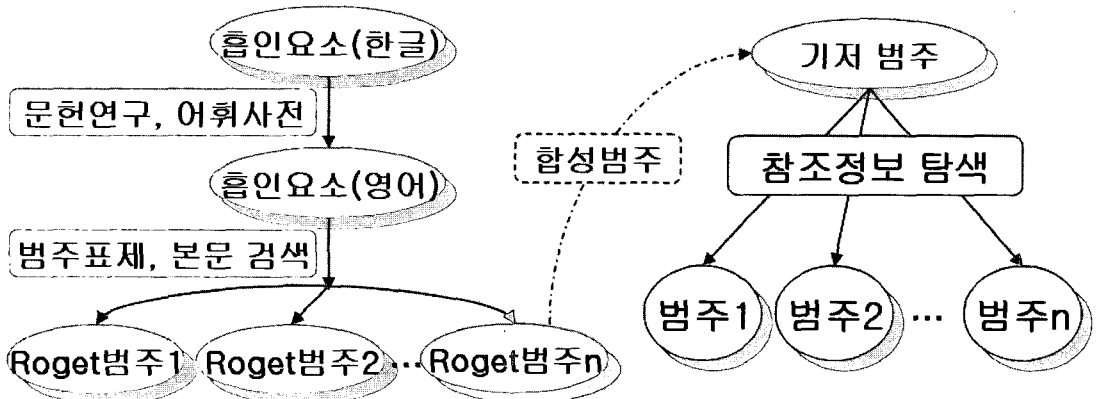 흡인요소(한글)
문헌연구, 어휘사전
흡인요소(영어)
범주표제, 본문 검색
Roget범주1 Roget범주2 ··· Roget범주n
합성범주
기저 범주
참조정보 탐색
범주1 범주2 ··· 범주n